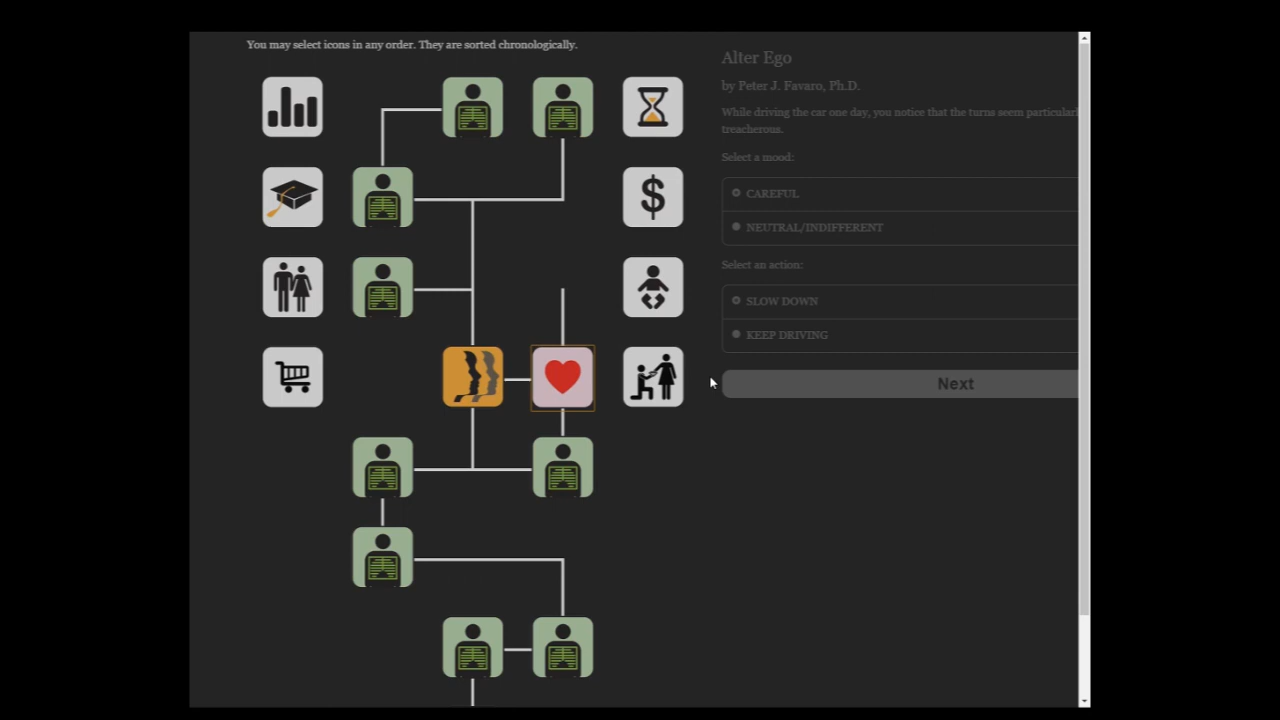 You may select icons in any order. They are sorted chronologically.
Alter Ego
by Peter J. Favaro, Ph.D.
While driving the car one day, you notice that the turns seem particularl
treacherous.
Select a mood:
CAREFUL
NEUTRAL/INDIFFERENT
Select an action:
SLOW DOWN
KEEP DRIVING
Next
$